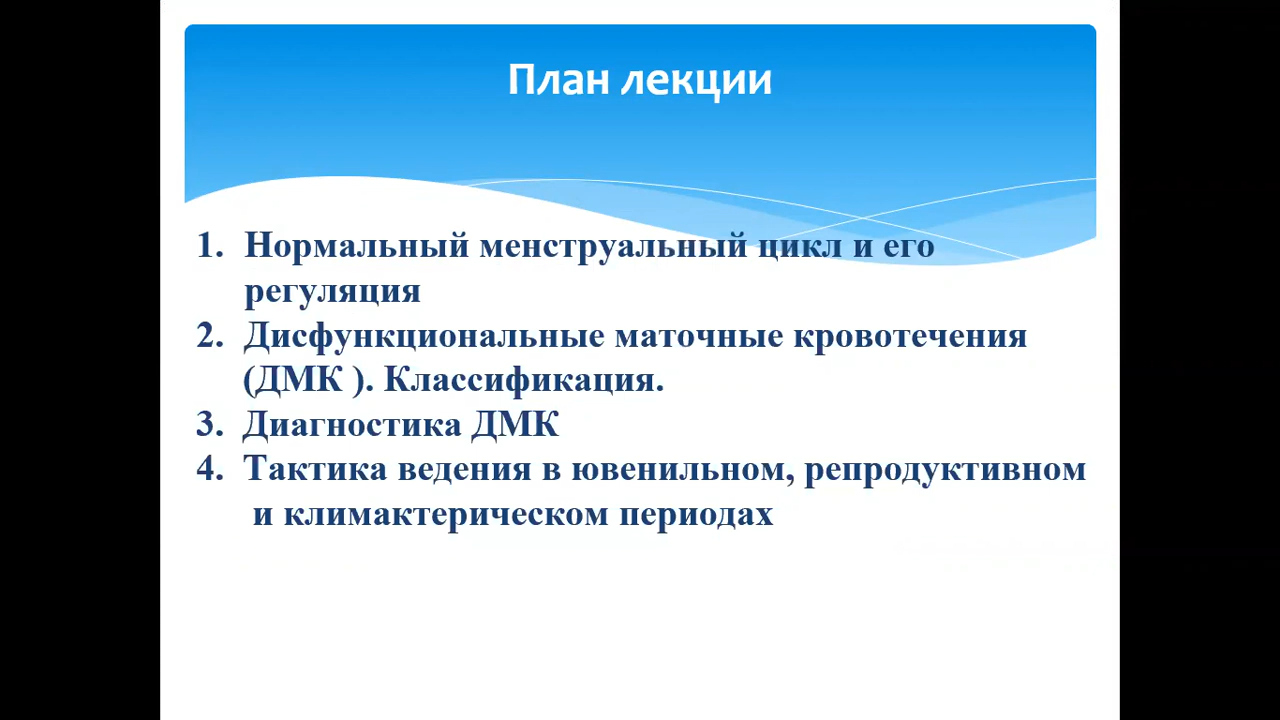 План лекции
1. Нормальный менструальный цикл и его
регуляция
2. Дисфункциональные маточные кровотечения
(ДМК ). Классификация.
3. Диагностика ДМК
4. Тактика ведения в ювенильном, репродуктивном
и климактерическом периодах